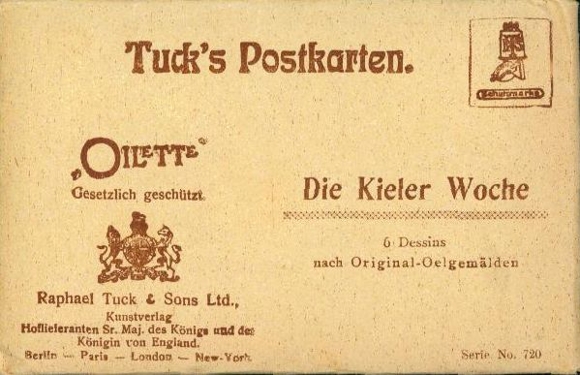 Tuck's Postkarten.
Schutzmarke
„OILETTE"
Gesetzlich geschützt.
Die Kieler Woche
6 Dessins
nach Original-Oelgemälden
Raphael Tuck & Sons Ltd.,
Kunstverlag
Hoflieferanten Sr. Maj. des Königs und der
Königin von England.
Berlin — Paris — London — New-York.
Serie No. 720